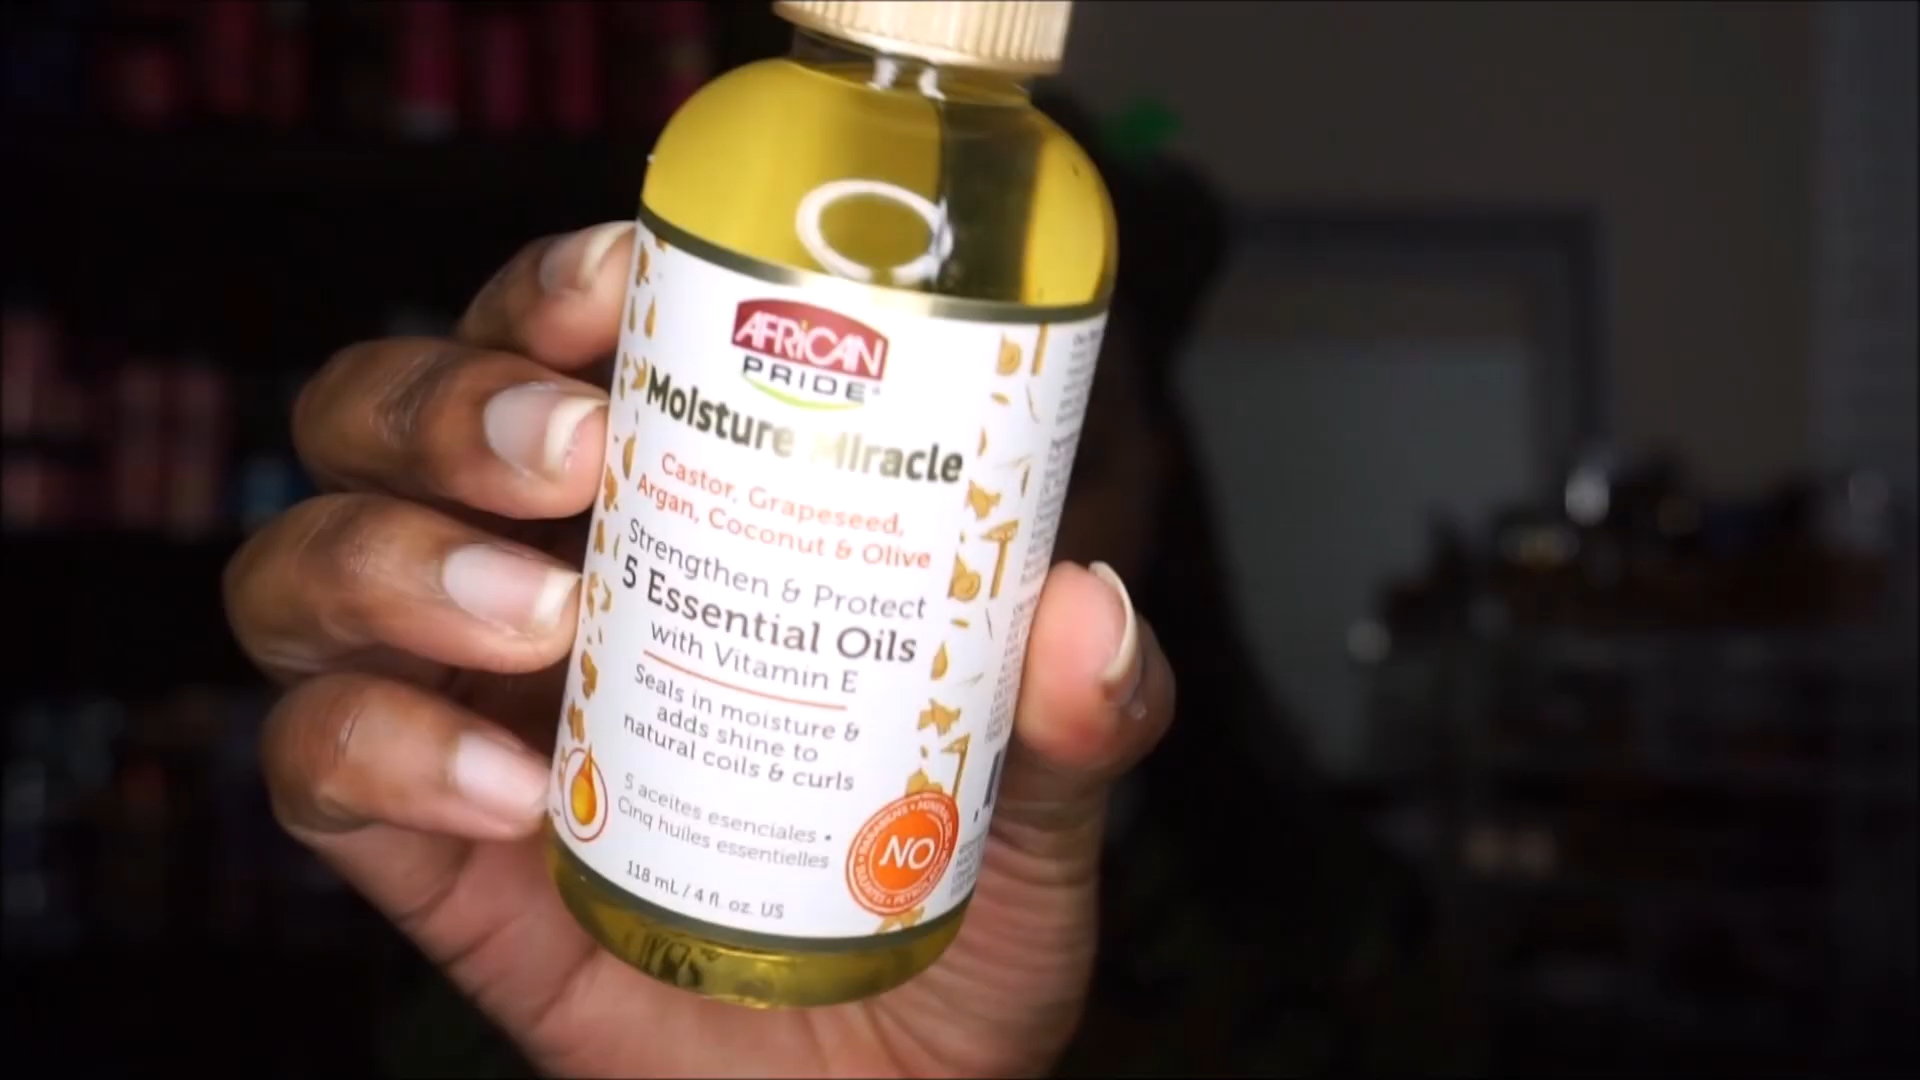 AFRICAN
PRIDE
Moisture Miracle
Castor, Grapeseed,
Argan, Coconut & Olive
Strengthen & Protect
5 Essential Oils
with Vitamin E
Seals in moisture &
adds shine to
natural coils & curls
5 aceites esenciales •
Cinq huiles essentielles
118 mL / 4 fl. oz. US
NO